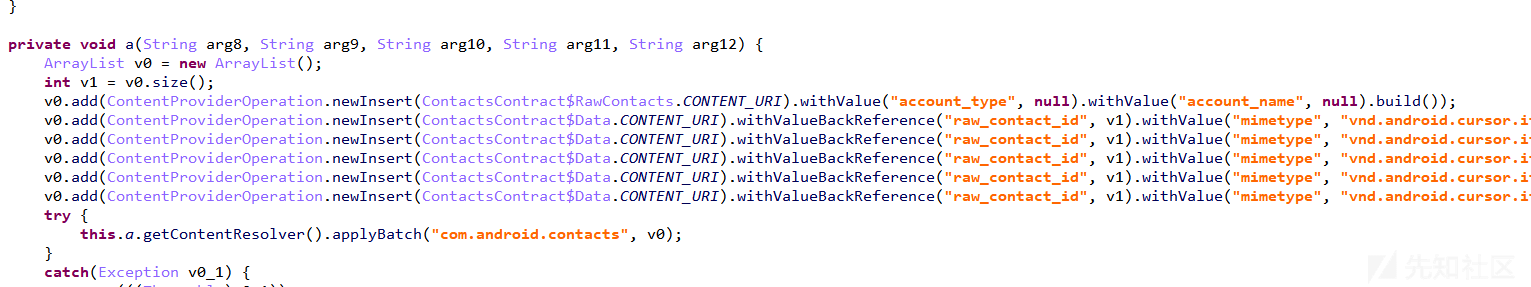 }
private void a(String arg8, String arg9, String arg10, String arg11, String arg12) {
ArrayList v0 = new ArrayList();
int v1 = v0.size();
v0.add(ContentProviderOperation.newInsert(ContactsContract$RawContacts.CONTENT_URI).withValue("account_type", null).withValue("account_name", null).build());
v0.add(ContentProviderOperation.newInsert(ContactsContract$Data.CONTENT_URI).withValueBackReference("raw_contact_id", v1).withValue("mimetype", "vnd.android.cursor.it
v0.add(ContentProviderOperation.newInsert(ContactsContract$Data.CONTENT_URI).withValueBackReference("raw_contact_id", v1).withValue("mimetype", "vnd.android.cursor.it
v0.add(ContentProviderOperation.newInsert(ContactsContract$Data.CONTENT_URI).withValueBackReference("raw_contact_id", v1).withValue("mimetype", "vnd.android.cursor.it
v0.add(ContentProviderOperation.newInsert(ContactsContract$Data.CONTENT_URI).withValueBackReference("raw_contact_id", v1).withValue("mimetype", "vnd.android.cursor.it
v0.add(ContentProviderOperation.newInsert(ContactsContract$Data.CONTENT_URI).withValueBackReference("raw_contact_id", v1).withValue("mimetype", "vnd.android.cursor.it
try {
this.a.getContentResolver().applyBatch("com.android.contacts", v0);
}
catch(Exception v0_1) {
先知社区